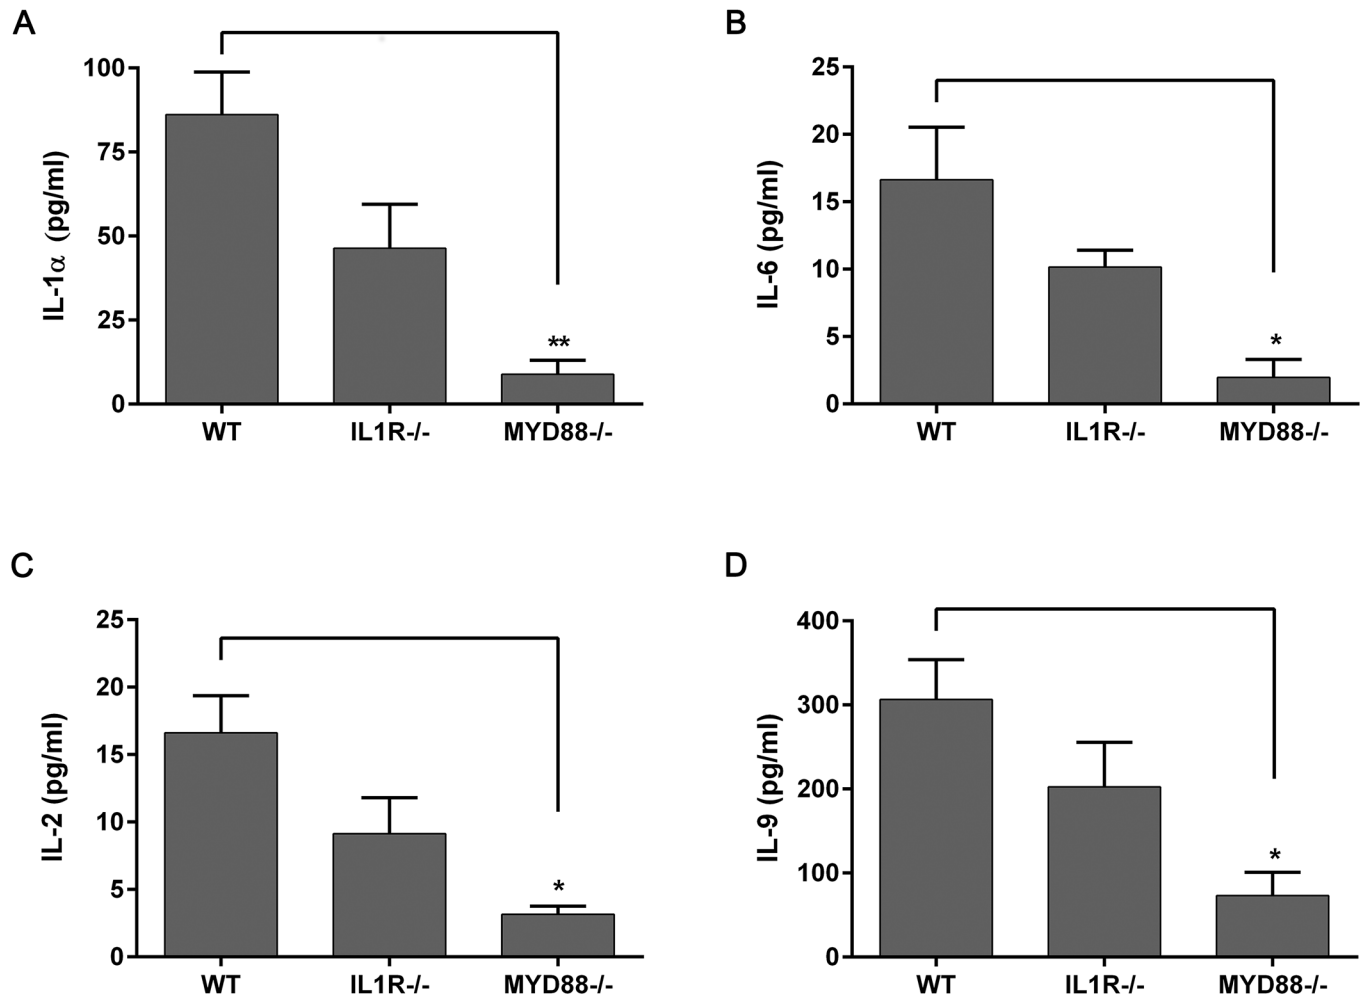 A
IL-1α (pg/ml)
100
75
50
25
0
**
WT IL1R-/- MYD88-/-
B
IL-6 (pg/ml)
25
20
15
10
5
0
*
WT IL1R-/- MYD88-/-
C
IL-2 (pg/ml)
25
20
15
10
5
0
*
WT IL1R-/- MYD88-/-
D
IL-9 (pg/ml)
400
300
200
100
0
*
WT IL1R-/- MYD88-/-